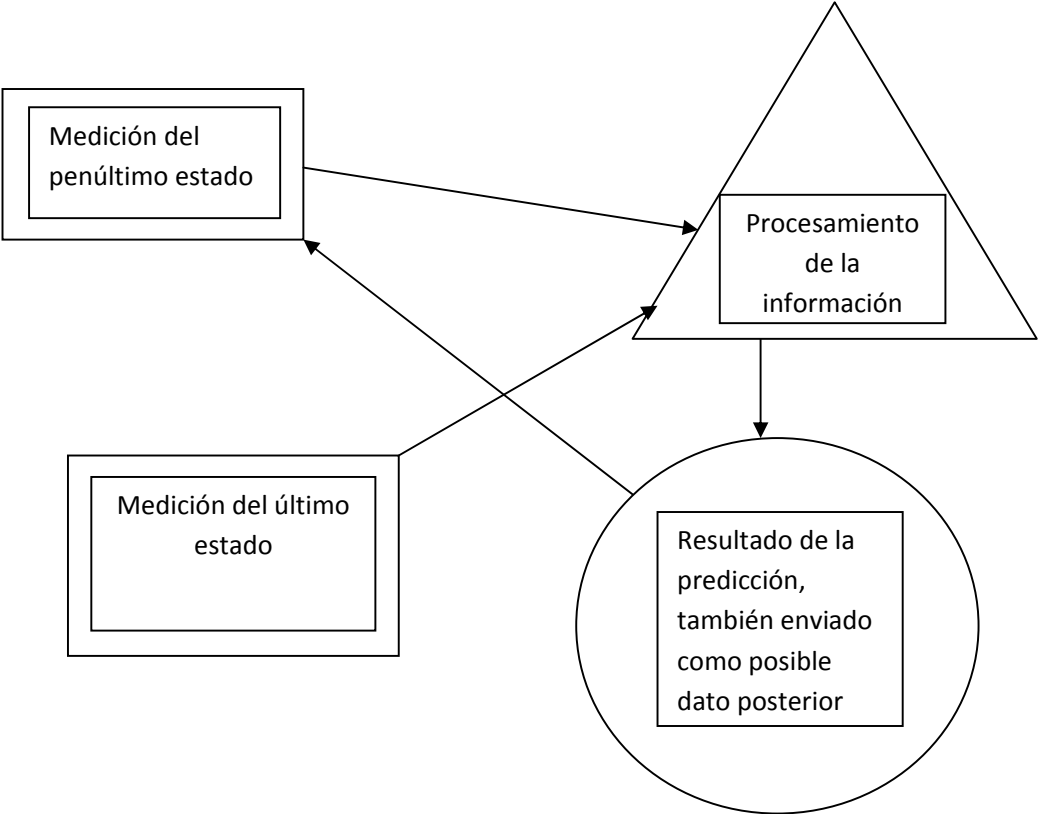 Medición del
penúltimo estado
Procesamiento
de la
información
Medición del último
estado
Resultado de la
predicción,
también enviado
como posible
dato posterior